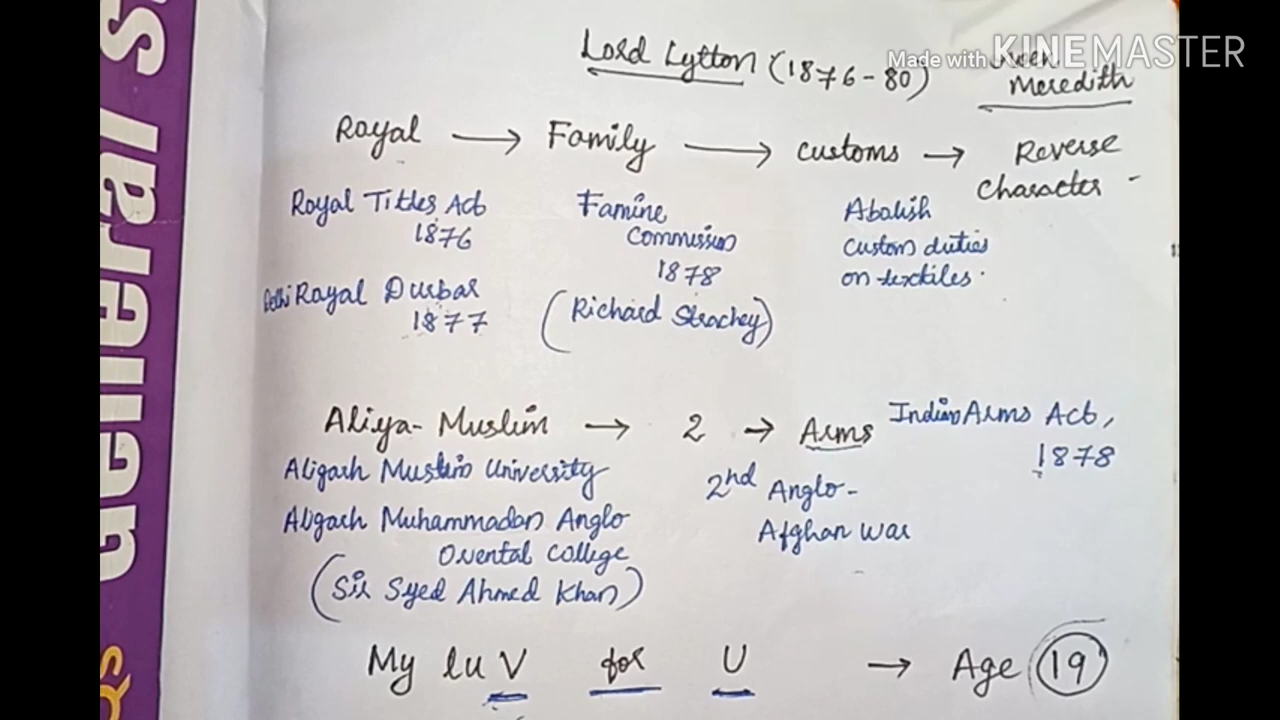 General S
Qs
Made with KINEMASTER
Lord Lytton (1876-80)
Meredith
Royal → Family → customs → Reverse character -
Royal Titles Act 1876
Delhi Royal Durbar 1877
Famine Commission 1878
(Richard Strachey)
Abolish custom duties on textiles.
Aliya- Muslim → 2 → Arms
Indian Arms Act, 1878
Aligarh Muslim University
Aligarh Muhammadan Anglo Oriental College
(Sir Syed Ahmed Khan)
2nd Anglo-Afghan war
My luV for U → Age 19